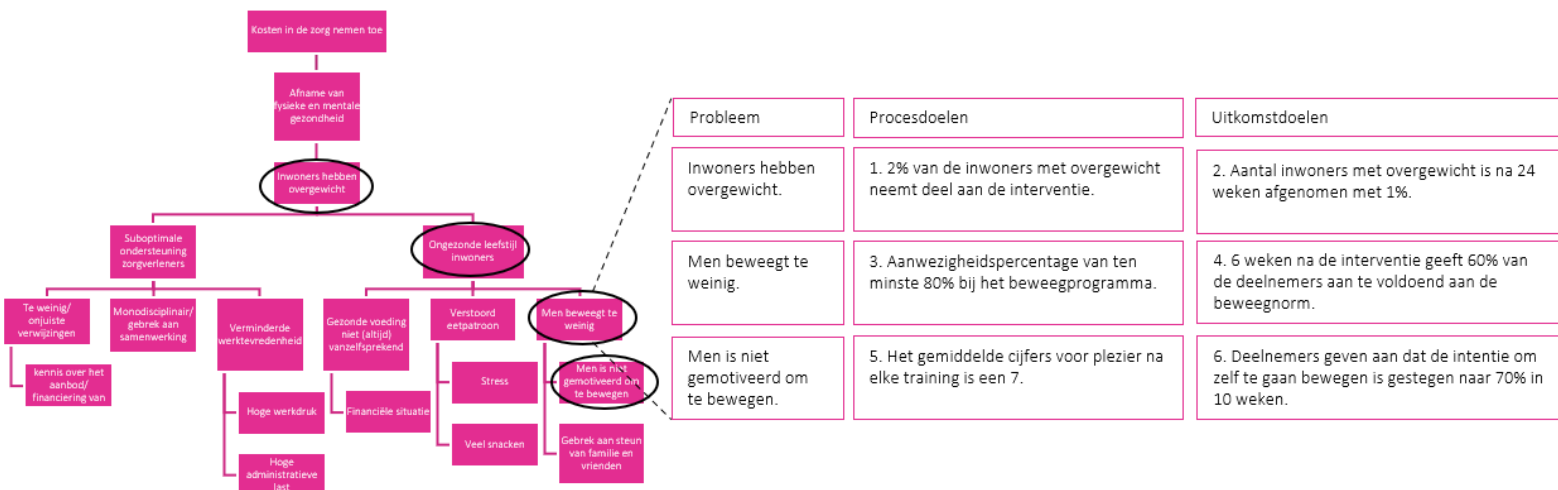 Kosten in de zorg nemen toe
Afname van
fysieke en mentale
gezondheid
Inwoners hebben
overgewicht
Suboptimale
ondersteuning
zorgverleners
Ongezonde leefstijl
inwoners
Te weinig/
onjuiste
verwijzingen
Monodisciplinair/
gebrek aan
samenwerking
Verminderde
werktevredenheid
Gezonde voeding
niet (altijd)
vanzelfsprekend
Verstoord
eetpatroon
Men beweegt te
weinig
kennis over het
aanbod/
financiering van
Hoge werkdruk
Hoge
administratieve
last
Financiële situatie
Stress
Veel snacken
Men is niet
gemotiveerd om
te bewegen
Gebrek aan steun
van familie en
vrienden
Probleem
Procesdoelen
Uitkomstdoelen
Inwoners hebben
overgewicht.
1. 2% van de inwoners met overgewicht
neemt deel aan de interventie.
2. Aantal inwoners met overgewicht is na 24
weken afgenomen met 1%.
Men beweegt te
weinig.
3. Aanwezigheidspercentage van ten
minste 80% bij het beweegprogramma.
4. 6 weken na de interventie geeft 60% van
de deelnemers aan te voldoend aan de
beweegnorm.
Men is niet
gemotiveerd om
te bewegen.
5. Het gemiddelde cijfers voor plezier na
elke training is een 7.
6. Deelnemers geven aan dat de intentie om
zelf te gaan bewegen is gestegen naar 70% in
10 weken.